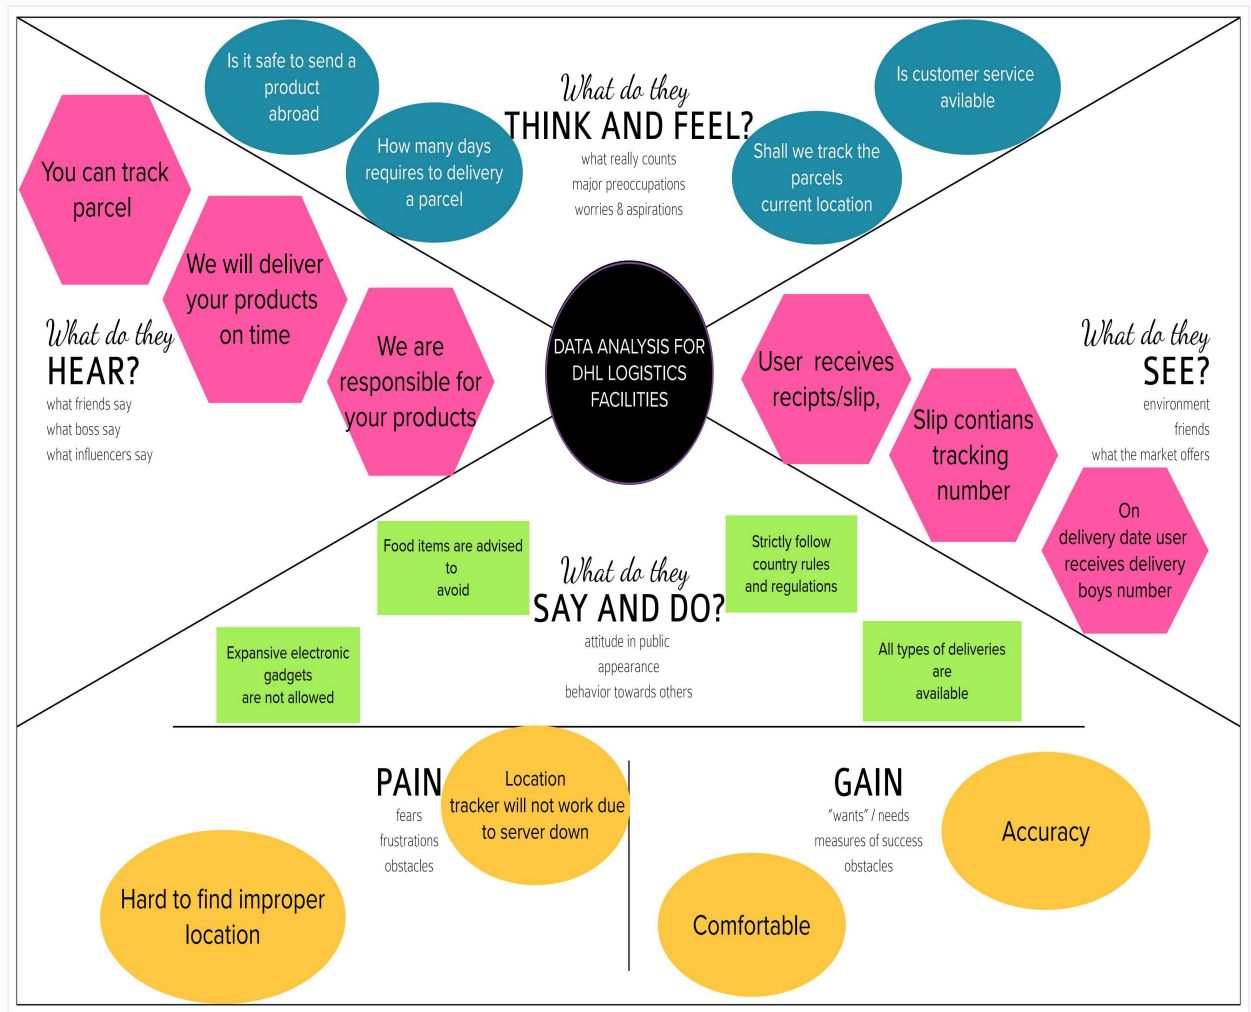 Is it safe to send a
product
abroad
How many days
requires to delivery
a parcel
What do they
THINK AND FEEL?
what really counts
major preoccupations
worries & aspirations
Shall we track the
parcels
current location
Is customer service
avilable
You can track
parcel
We will deliver
your products
on time
We are
responsible for
your products
What do they
HEAR?
what friends say
what boss say
what influencers say
DATA ANALYSIS FOR
DHL LOGISTICS
FACILITIES
User receives
recipts/slip,
Slip contians
tracking
number
On
delivery date user
receives delivery
boys number
What do they
SEE?
environment
friends
what the market offers
Food items are advised
to
avoid
Expansive electronic
gadgets
are not allowed
What do they
SAY AND DO?
attitude in public
appearance
behavior towards others
Strictly follow
country rules
and regulations
All types of deliveries
are
available
PAIN
fears
frustrations
obstacles
Location
tracker will not work due
to server down
Hard to find improper
location
GAIN
"wants" / needs
measures of success
obstacles
Comfortable
Accuracy